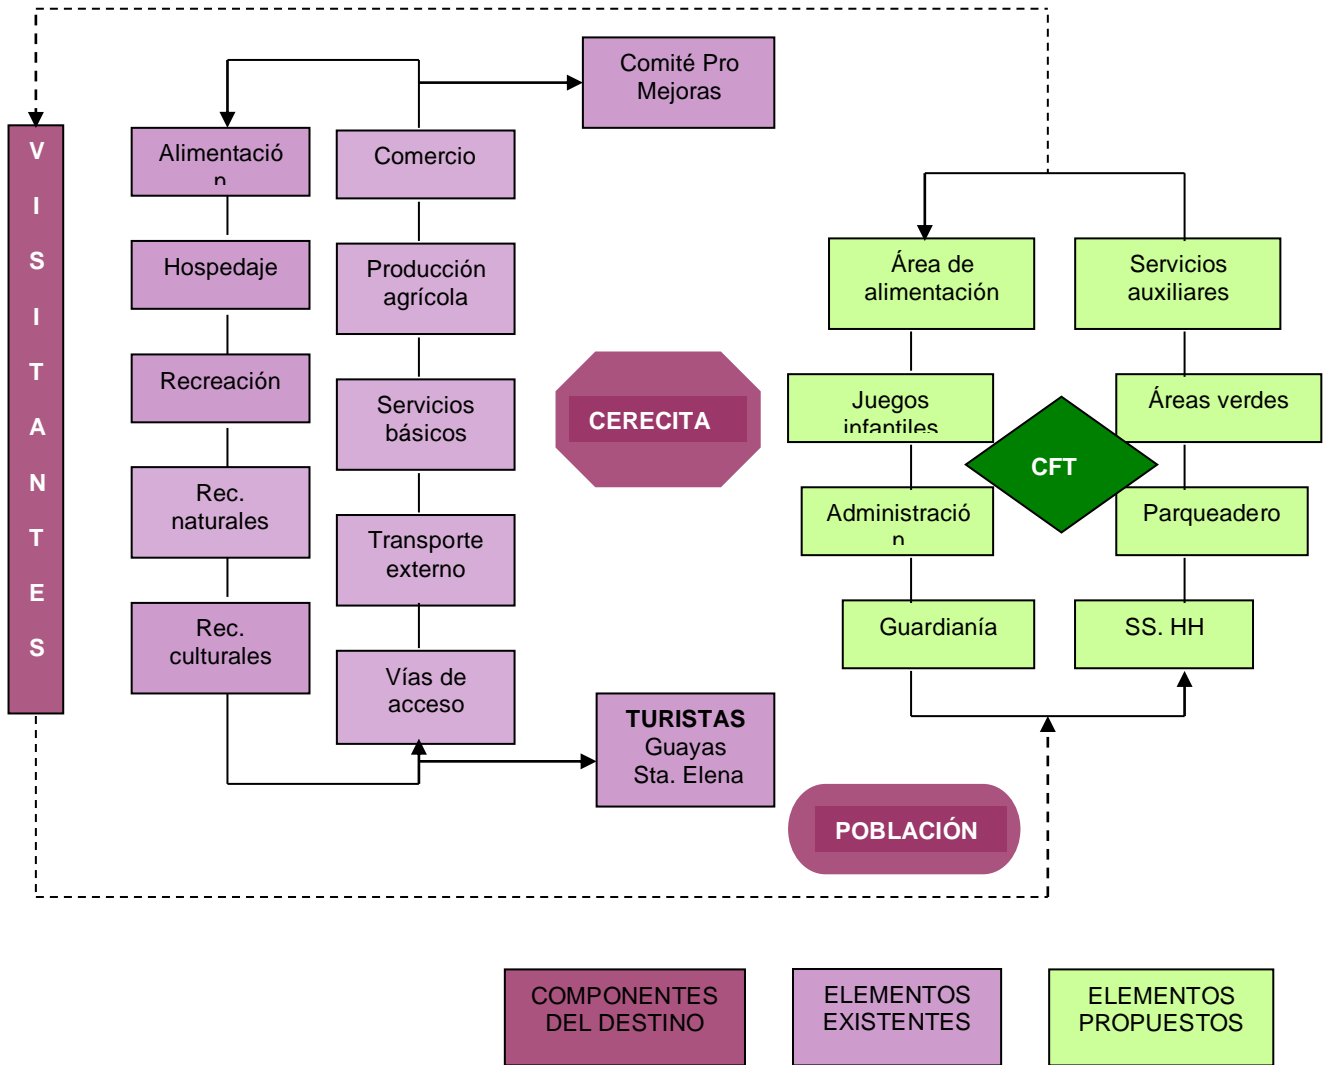 Comité Pro
Mejoras
V
I
S
I
T
A
N
T
E
S
Alimentació
n
Comercio
Hospedaje
Producción
agrícola
Recreación
Servicios
básicos
Rec.
naturales
Transporte
externo
Rec.
culturales
Vías de
acceso
CERECITA
TURISTAS
Guayas
Sta. Elena
Área de
alimentación
Servicios
auxiliares
Juegos
infantiles
Áreas verdes
CFT
Administració
n
Parqueadero
Guardianía
SS. HH
POBLACIÓN
COMPONENTES
DEL DESTINO
ELEMENTOS
EXISTENTES
ELEMENTOS
PROPUESTOS